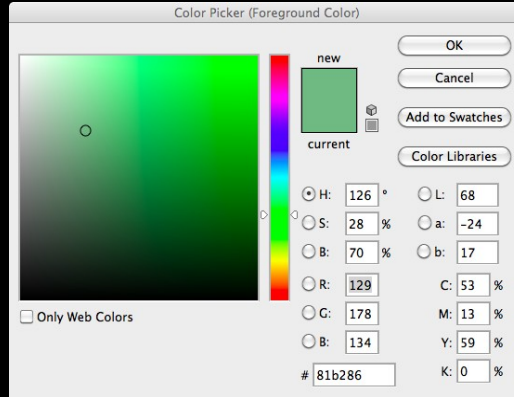 Color Picker (Foreground Color)
new
current
OK
Cancel
Add to Swatches
Color Libraries
H: 126 °
S: 28 %
B: 70 %
R: 129
G: 178
B: 134
# 81b286
L: 68
a: -24
b: 17
C: 53 %
M: 13 %
Y: 59 %
K: 0 %
Only Web Colors